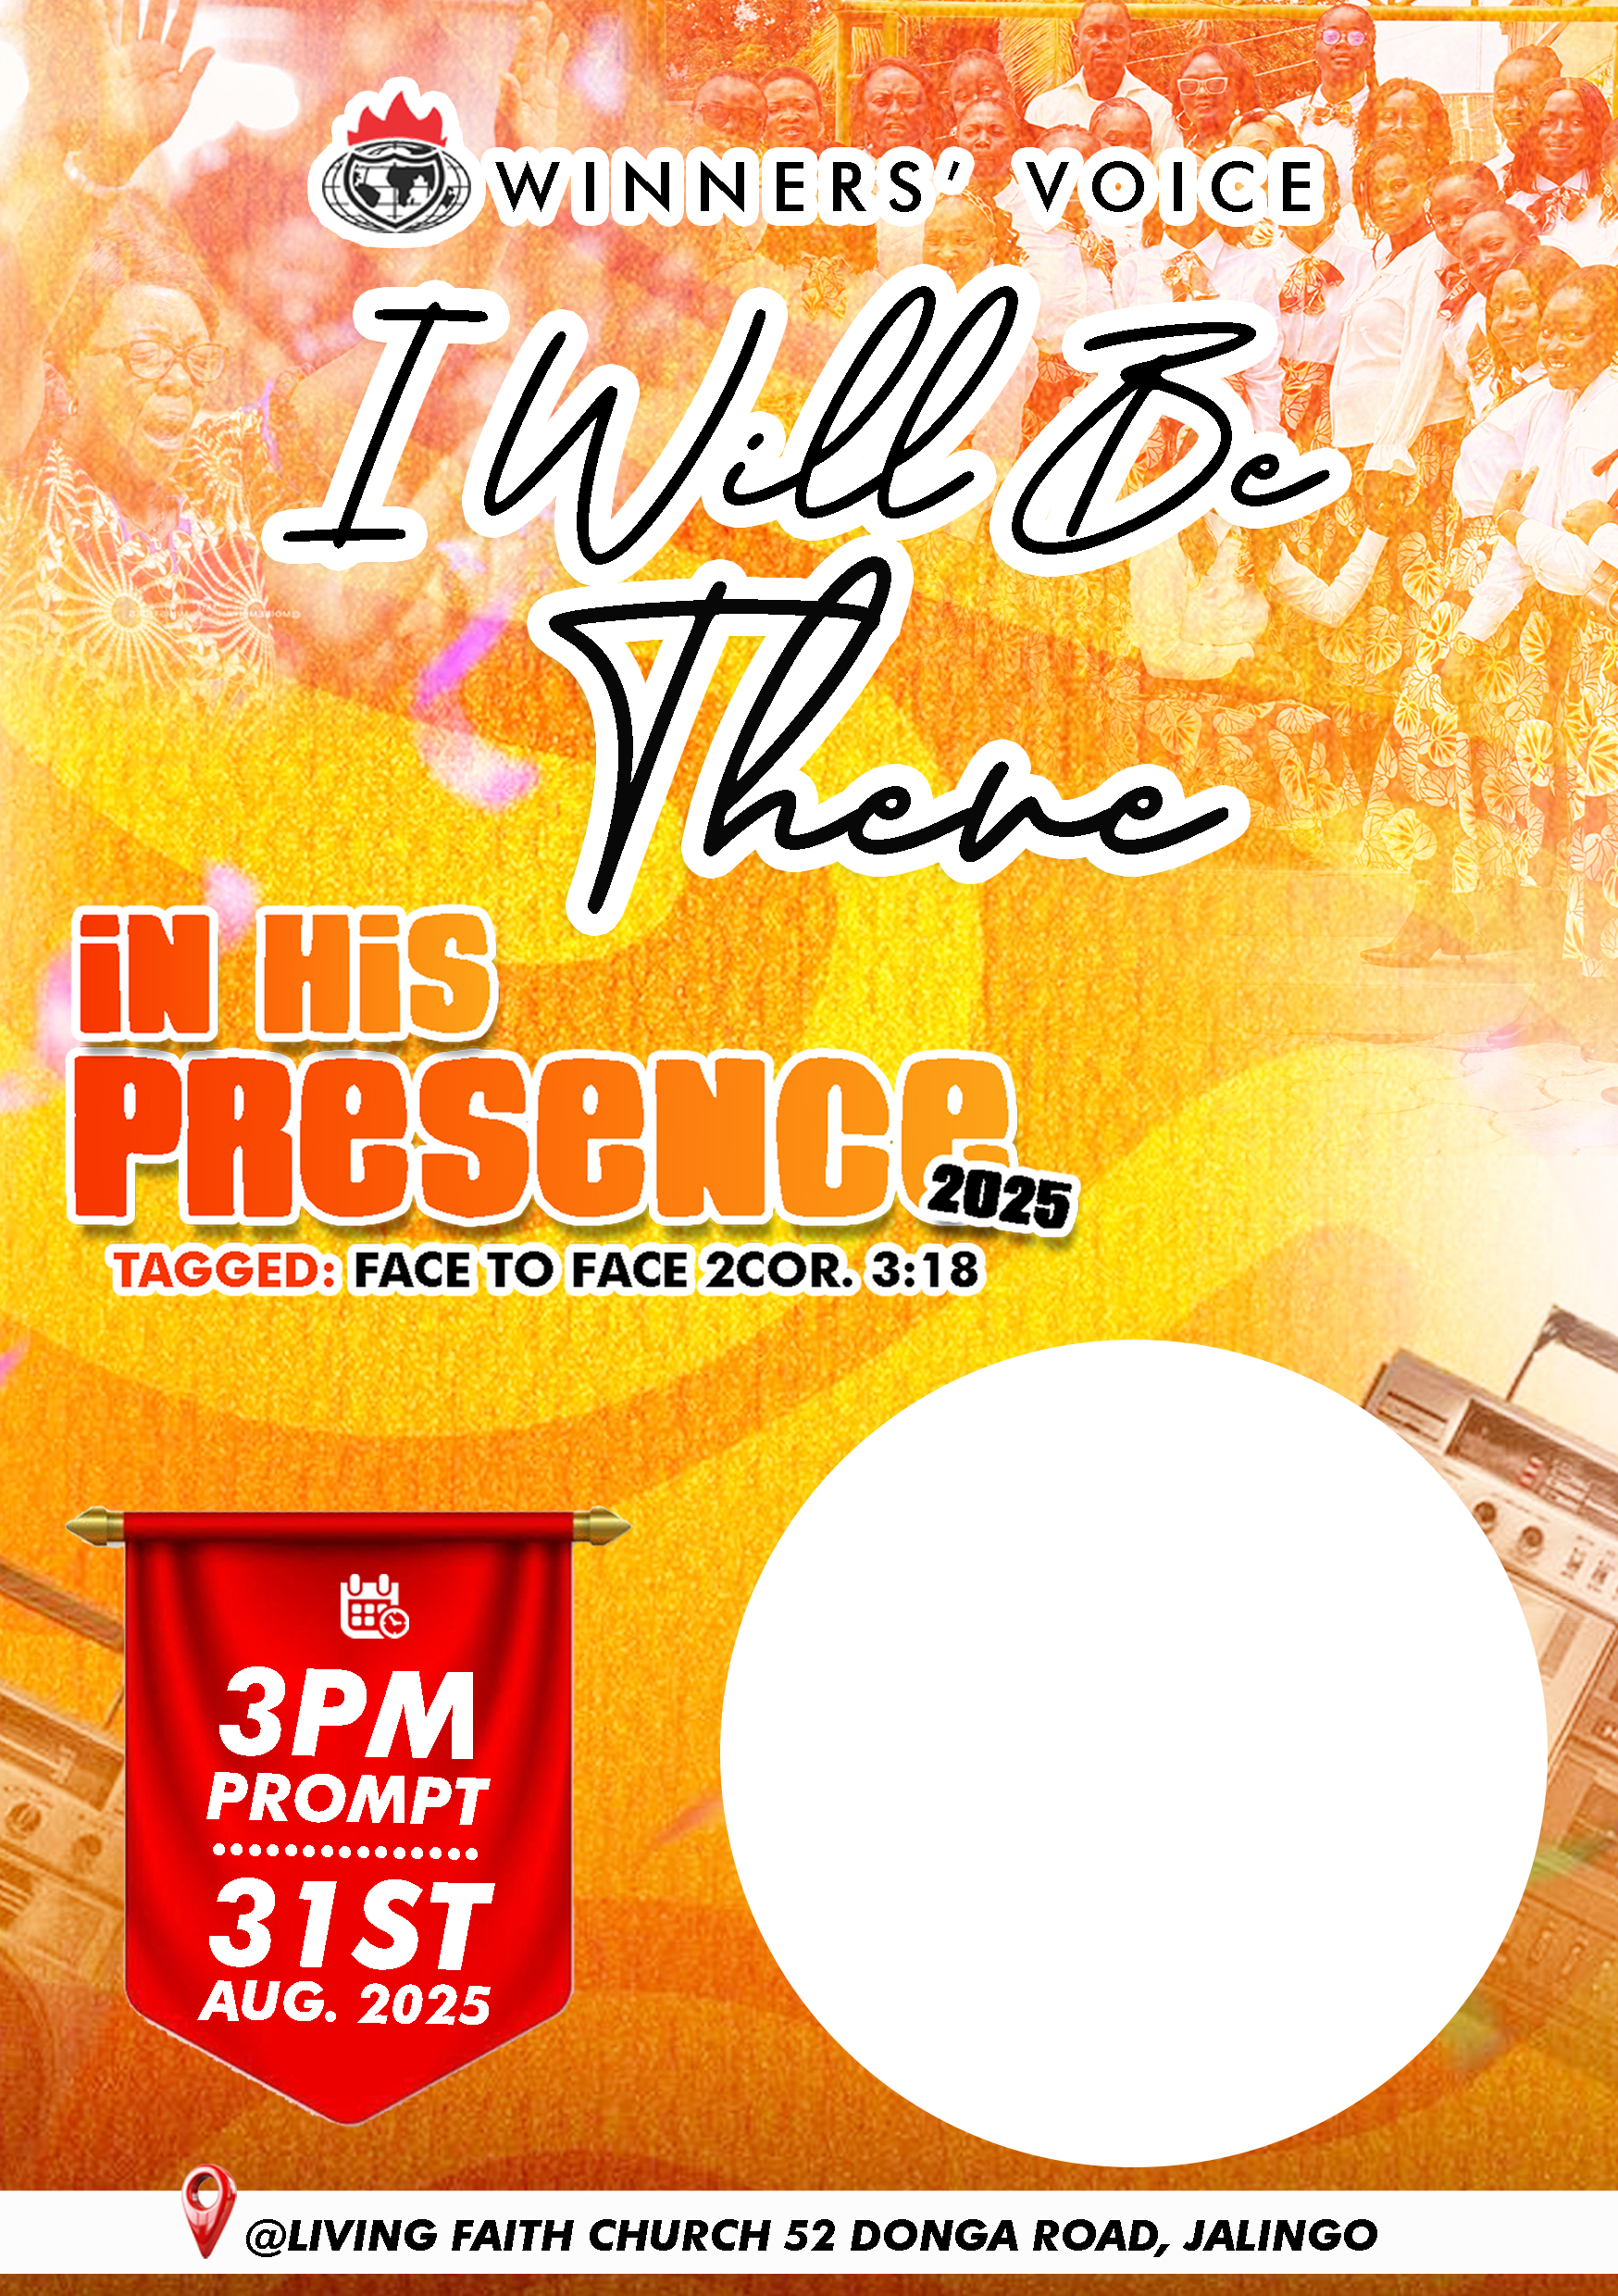 WINNERS' VOICE
I Will Be
There
iN HiS
PReSeNCe
2025
TAGGED: FACE TO FACE 2COR. 3:18
3PM
PROMPT
31ST
AUG. 2025
@LIVING FAITH CHURCH 52 DONGA ROAD, JALINGO